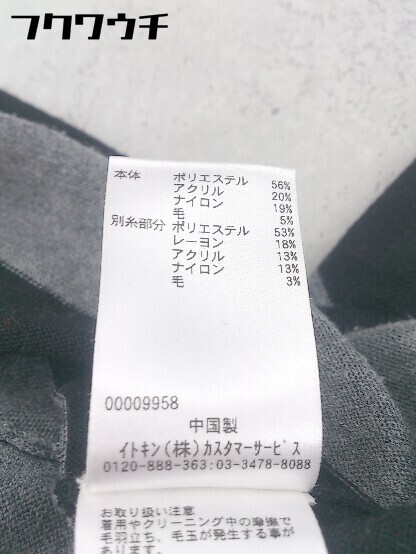 フクワウチ
本体 ポリエステル 56%
アクリル 20%
ナイロン 19%
毛 5%
別糸部分 ポリエステル 53%
レーヨン 18%
アクリル 13%
ナイロン 13%
毛 3%
00009958
中国製
イトキン(株)カスタマーサービス
0120-888-363:03-3478-8088
お取り扱い注意
着用やクリーニング中の摩擦で
毛羽立ち、毛玉が発生する事が
あります。